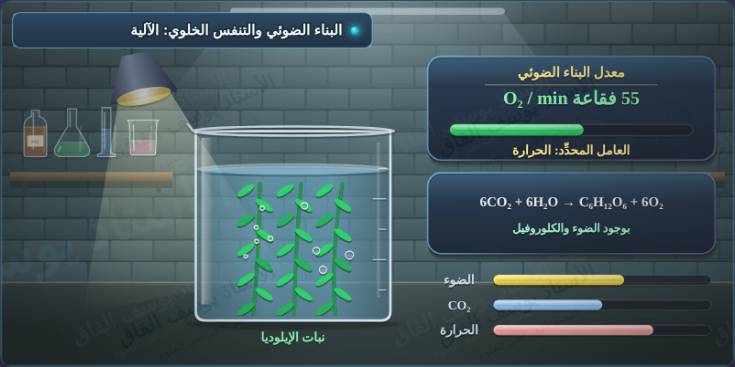 البناء الضوئي والتنفس الخلوي: الآلية
معدل البناء الضوئي
55 فقاعة O₂ / min
العامل المحدِّد: الحرارة
6CO₂ + 6H₂O → C₆H₁₂O₆ + 6O₂
بوجود الضوء والكلوروفيل
الضوء
CO₂
الحرارة
نبات الإيلوديا